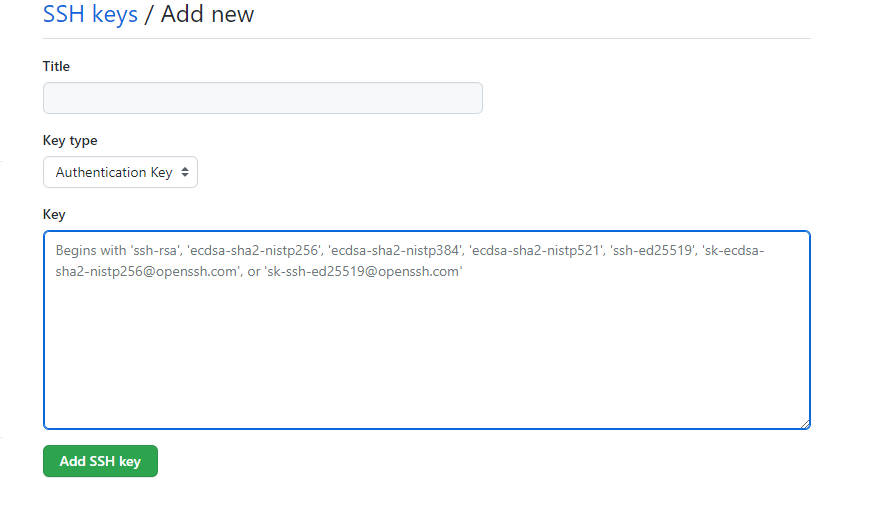 SSH keys / Add new
Title
Key type
Authentication Key
Key
Begins with 'ssh-rsa', 'ecdsa-sha2-nistp256', 'ecdsa-sha2-nistp384', 'ecdsa-sha2-nistp521', 'ssh-ed25519', 'sk-ecdsa-
sha2-nistp256@openssh.com', or 'sk-ssh-ed25519@openssh.com'
Add SSH key